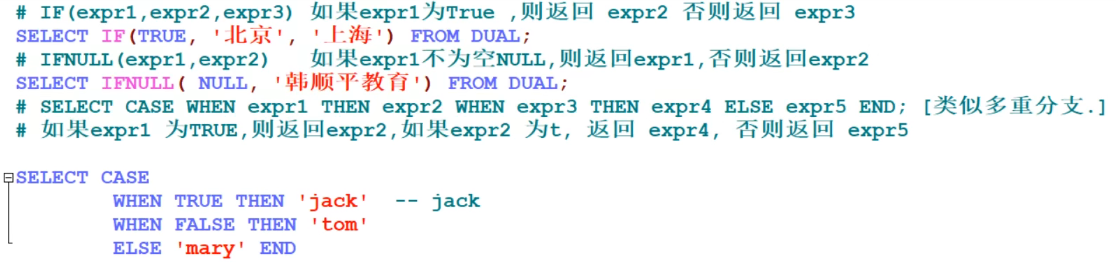 # IF(expr1,expr2,expr3) 如果expr1为True ,则返回 expr2 否则返回 expr3
SELECT IF(TRUE, '北京', '上海') FROM DUAL;
# IFNULL(expr1,expr2) 如果expr1不为空NULL,则返回expr1,否则返回expr2
SELECT IFNULL( NULL, '韩顺平教育') FROM DUAL;
# SELECT CASE WHEN expr1 THEN expr2 WHEN expr3 THEN expr4 ELSE expr5 END; [类似多重分支.]
# 如果expr1 为TRUE,则返回expr2,如果expr2 为t, 返回 expr4, 否则返回 expr5
SELECT CASE
WHEN TRUE THEN 'jack' -- jack
WHEN FALSE THEN 'tom'
ELSE 'mary' END